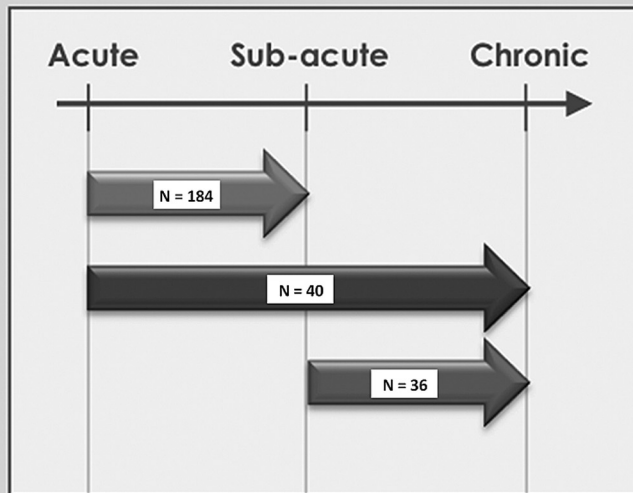 Acute Sub-acute Chronic
N = 184
N = 40
N = 36